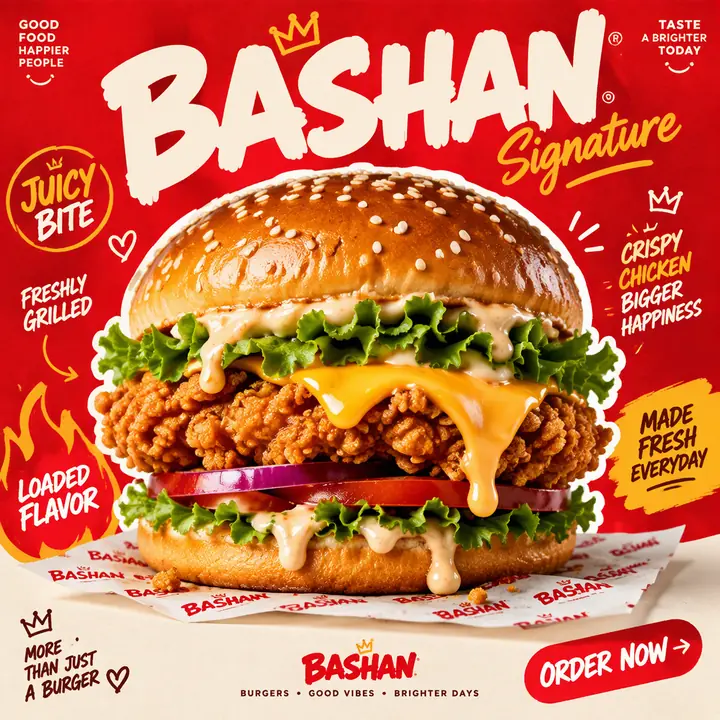 GOOD
FOOD
HAPPIER
PEOPLE
TASTE
A BRIGHTER
TODAY
BASHAN®
Signature
JUICY
BITE
FRESHLY
GRILLED
CRISPY
CHICKEN
BIGGER
HAPPINESS
LOADED
FLAVOR
MADE
FRESH
EVERYDAY
BASHAN
BASHAN
BASHAN
BASHAN
BASHAN
MORE
THAN JUST
A BURGER
BASHAN
BURGERS • GOOD VIBES • BRIGHTER DAYS
ORDER NOW →